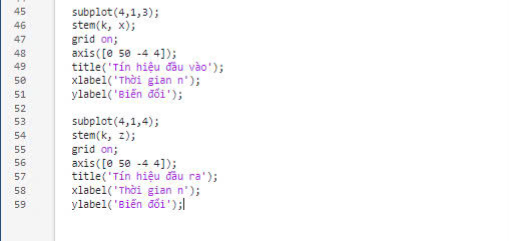 45 subplot(4,1,3);
46 stem(k, x);
47 grid on;
48 axis([0 50 -4 4]);
49 title('Tín hiệu đầu vào');
50 xlabel('Thời gian n');
51 ylabel('Biến đổi');
52
53 subplot(4,1,4);
54 stem(k, z);
55 grid on;
56 axis([0 50 -4 4]);
57 title('Tín hiệu đầu ra');
58 xlabel('Thời gian n');
59 ylabel('Biến đổi');